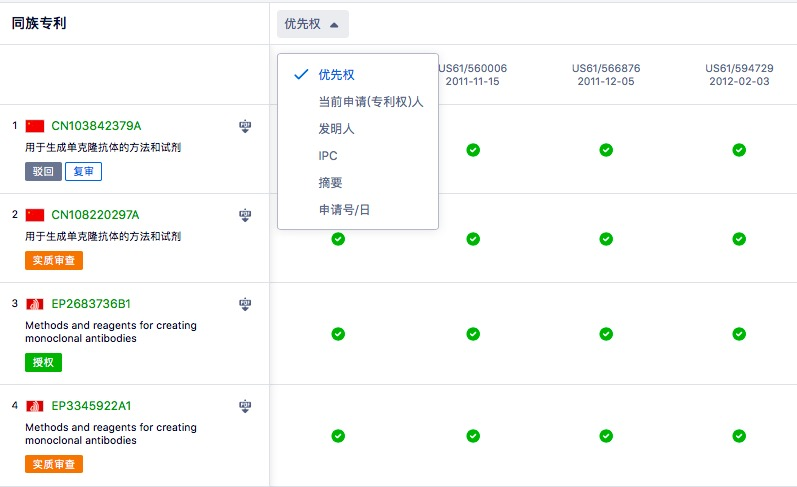 同族专利
优先权
优先权
当前申请(专利权)人
发明人
IPC
摘要
申请号/日
US61/560006
2011-11-15
US61/566876
2011-12-05
US61/594729
2012-02-03
1 CN103842379A
PDF
用于生成单克隆抗体的方法和试剂
驳回 复审
2 CN108220297A
PDF
用于生成单克隆抗体的方法和试剂
实质审查
3 EP2683736B1
PDF
Methods and reagents for creating
monoclonal antibodies
授权
4 EP3345922A1
PDF
Methods and reagents for creating
monoclonal antibodies
实质审查